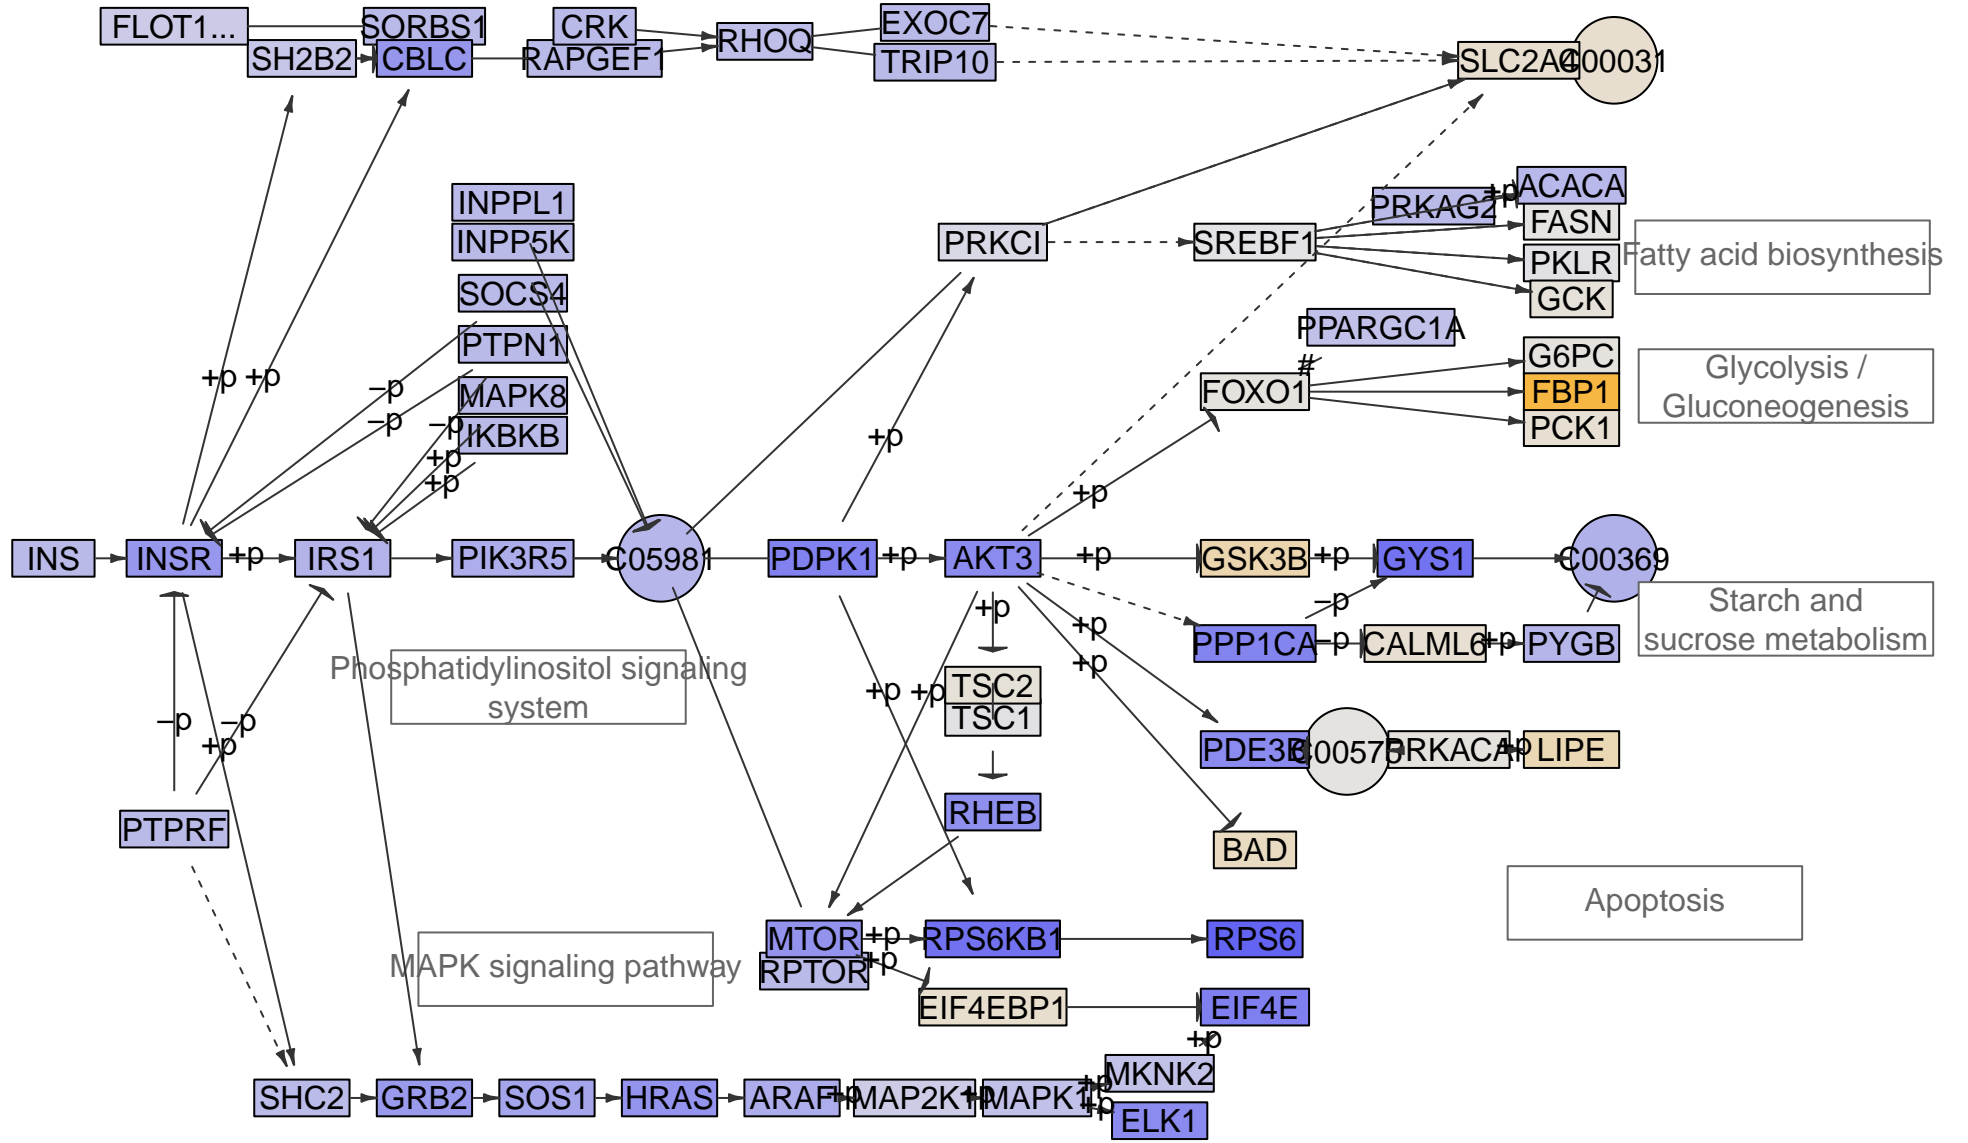 FLOT1...
SORBS1
SH2B2
CBLC
CRK
RAPGEF1
RHOQ
EXOC7
TRIP10
SLC2A4
C00031
INPPL1
INPP5K
SOCS4
PTPN1
MAPK8
IKBKB
PRKCI
SREBF1
PRKAG2
+p
ACACA
FASN
PKLR
GCK
Fatty acid biosynthesis
PPARGC1A
#
FOXO1
G6PC
FBP1
PCK1
Glycolysis /
Gluconeogenesis
+p
+p
–p
–p
–p
+p
+p
+p
+p
INS
INSR
+p
IRS1
PIK3R5
C05981
PDPK1
+p
AKT3
+p
GSK3B
+p
GYS1
C00369
–p
PPP1CA
–p
CALML6
+p
PYGB
Starch and
sucrose metabolism
+p
+p
+p
Phosphatidylinositol signaling
system
+p
+p
TSC2
TSC1
–p
+p
–p
PDE3B
C00575
PRKACA
+p
LIPE
PTPRF
RHEB
BAD
Apoptosis
MTOR
RPTOR
+p
+p
RPS6KB1
RPS6
MAPK signaling pathway
EIF4EBP1
EIF4E
+p
SHC2
GRB2
SOS1
HRAS
ARAF
+p
MAP2K1
+p
MAPK1
+p
+p
MKNK2
ELK1